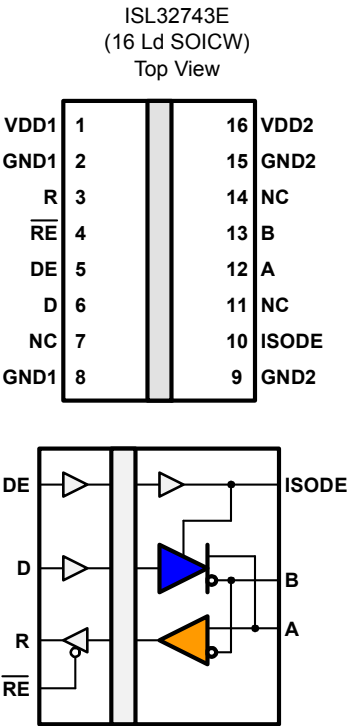 ISL32743E
(16 Ld SOICW)
Top View
VDD1 1 16 VDD2
GND1 2 15 GND2
R 3 14 NC
RE 4 13 B
DE 5 12 A
D 6 11 NC
NC 7 10 ISODE
GND1 8 9 GND2
DE ISODE
D B
R A
RE